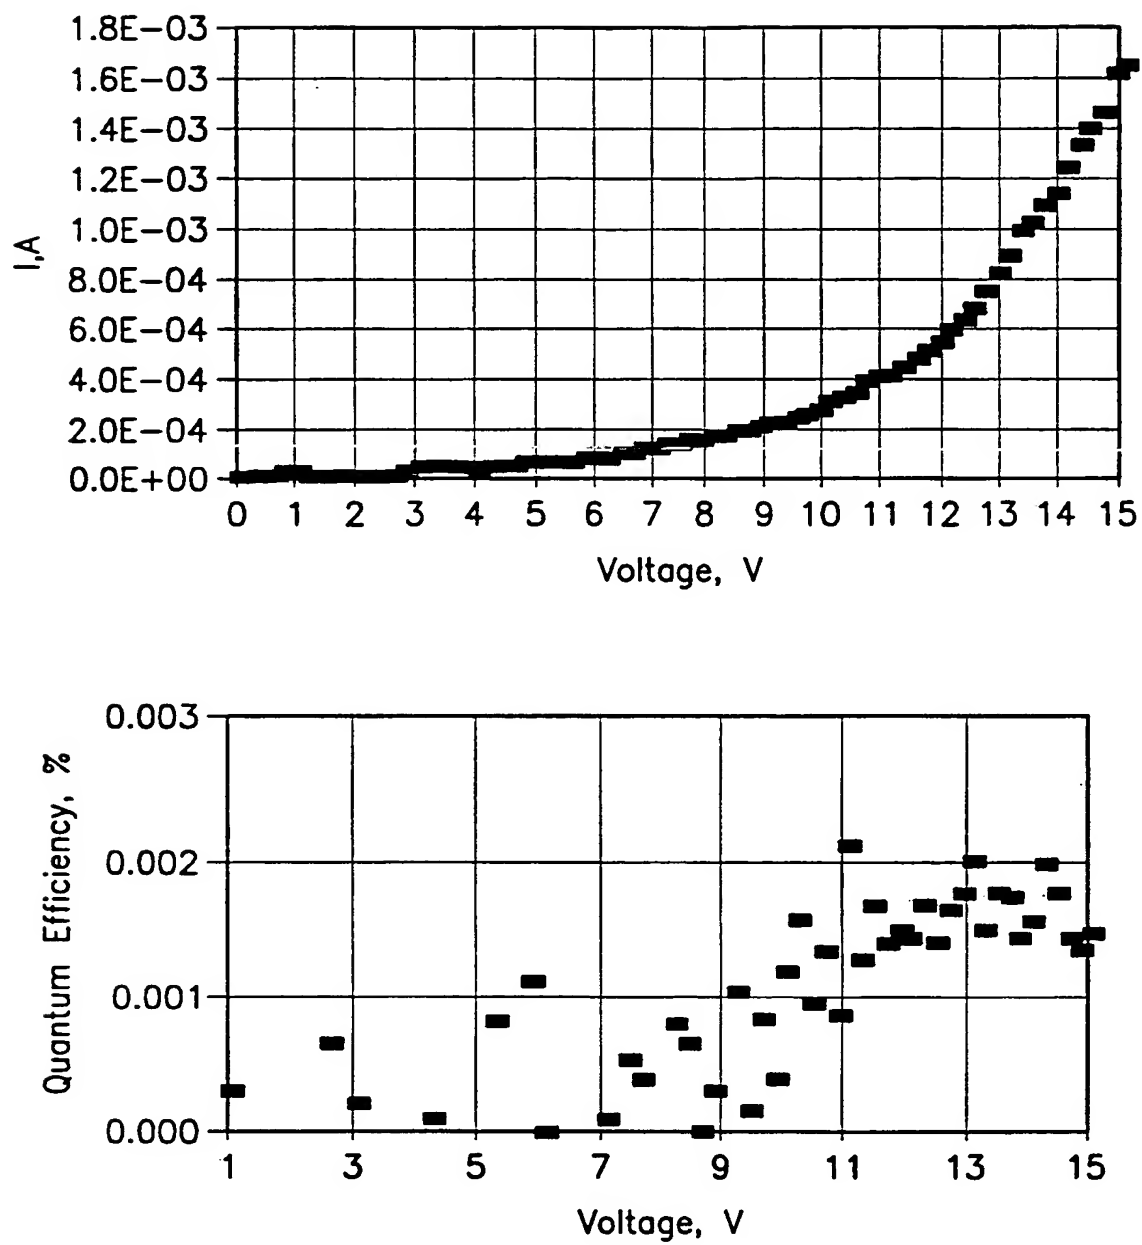 1.8E-03
1.6E-03
1.4E-03
1.2E-03
1.0E-03
8.0E-04
6.0E-04
4.0E-04
2.0E-04
0.0E+00
I,A
0 1 2 3 4 5 6 7 8 9 10 11 12 13 14 15
Voltage, V
0.003
0.002
0.001
0.000
Quantum Efficiency, %
1 3 5 7 9 11 13 15
Voltage, V